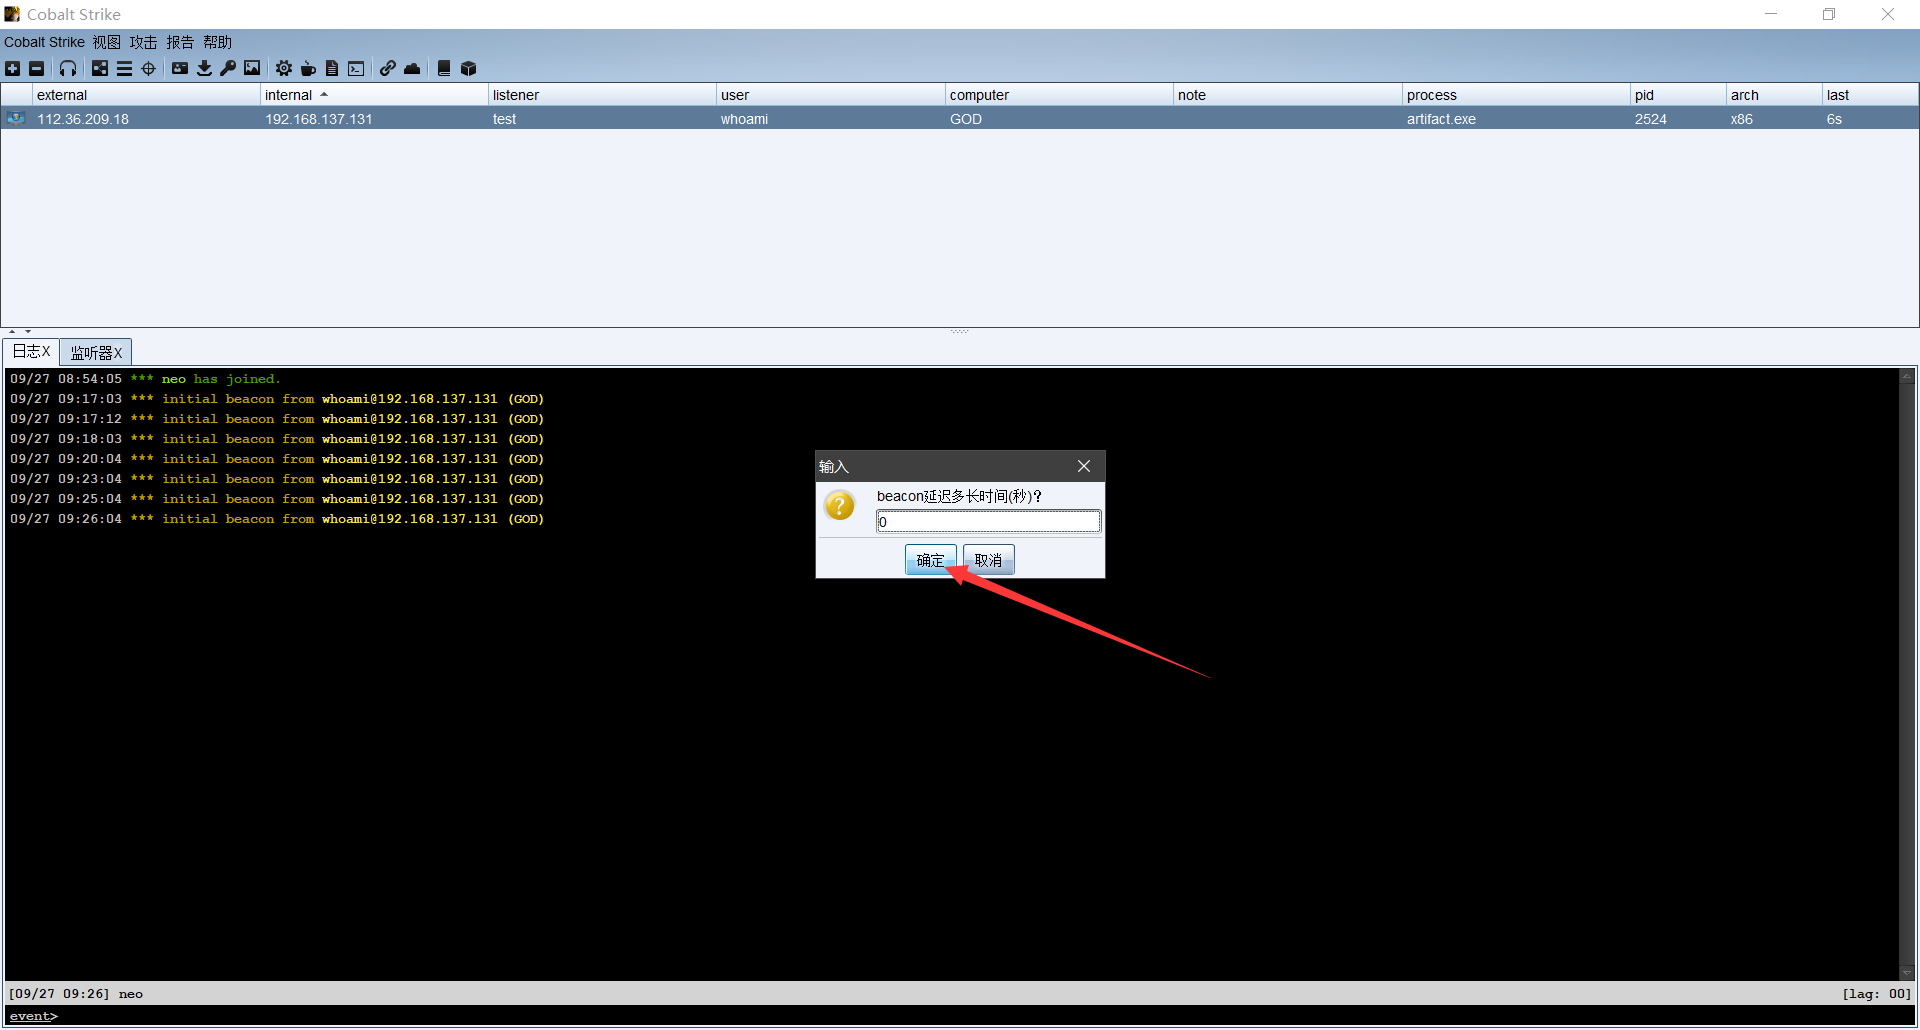 Cobalt Strike
Cobalt Strike 视图 攻击 报告 帮助
external internal listener user computer note process pid arch last
112.36.209.18 192.168.137.131 test whoami GOD artifact.exe 2524 x86 6s
日志X 监听器X
09/27 08:54:05 *** neo has joined.
09/27 09:17:03 *** initial beacon from whoami@192.168.137.131 (GOD)
09/27 09:17:12 *** initial beacon from whoami@192.168.137.131 (GOD)
09/27 09:18:03 *** initial beacon from whoami@192.168.137.131 (GOD)
09/27 09:20:04 *** initial beacon from whoami@192.168.137.131 (GOD)
09/27 09:23:04 *** initial beacon from whoami@192.168.137.131 (GOD)
09/27 09:25:04 *** initial beacon from whoami@192.168.137.131 (GOD)
09/27 09:26:04 *** initial beacon from whoami@192.168.137.131 (GOD)
输入
beacon延迟多长时间(秒)?
0
确定 取消
[09/27 09:26] neo [lag: 00]
event>